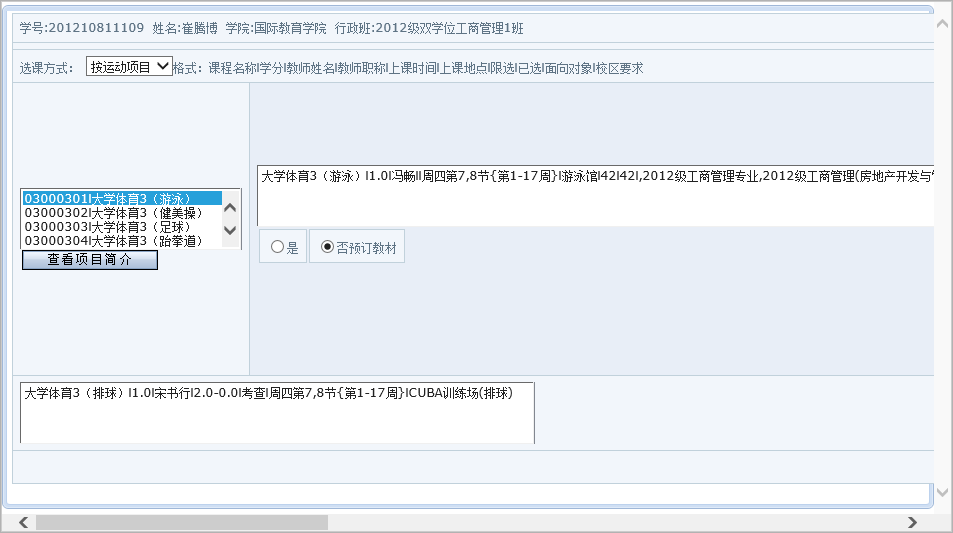 学号:201210811109 姓名:崔腾博 学院:国际教育学院 行政班:2012级双学位工商管理1班
选课方式: 按运动项目 格式：课程名称|学分|教师姓名|教师职称|上课时间|上课地点|限选|已选|面向对象|校区要求
大学体育3（游泳）|1.0|冯畅||周四第7,8节{第1-17周}|游泳馆|42|42|,2012级工商管理专业,2012级工商管理(房地产开发与
03000301|大学体育3（游泳）
03000302|大学体育3（健美操）
03000303|大学体育3（足球）
03000304|大学体育3（跆拳道）
是 否预订教材
查看项目简介
大学体育3（排球）|1.0|宋书行|2.0-0.0|考查|周四第7,8节{第1-17周}|CUBA训练场(排球)